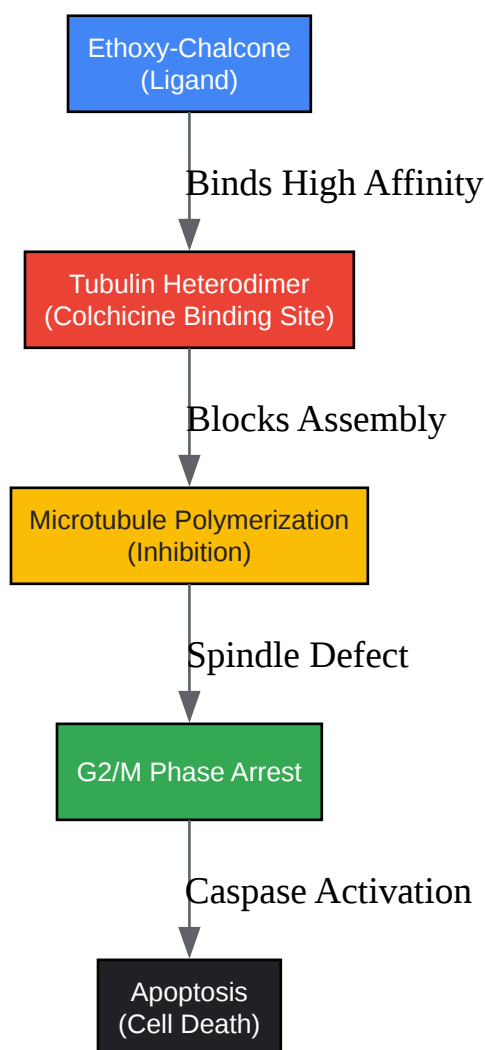 Ethoxy-Chalcone
(Ligand)
Binds High Affinity
Tubulin Heterodimer
(Colchicine Binding Site)
Blocks Assembly
Microtubule Polymerization
(Inhibition)
Spindle Defect
G2/M Phase Arrest
Caspase Activation
Apoptosis
(Cell Death)